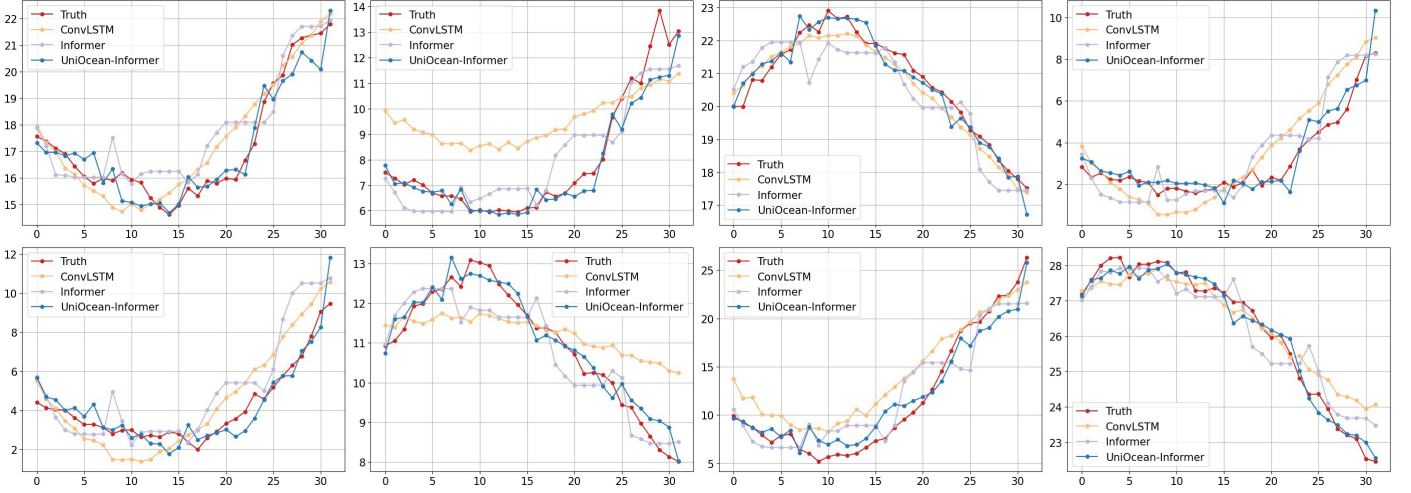 22
21
20
19
18
17
16
15
0 5 10 15 20 25 30
Truth
ConvLSTM
Informer
UniOcean-Informer
14
13
12
11
10
9
8
7
6
0 5 10 15 20 25 30
Truth
ConvLSTM
Informer
UniOcean-Informer
23
22
21
20
19
18
17
0 5 10 15 20 25 30
Truth
ConvLSTM
Informer
UniOcean-Informer
10
8
6
4
2
0 5 10 15 20 25 30
Truth
ConvLSTM
Informer
UniOcean-Informer
12
10
8
6
4
2
0 5 10 15 20 25 30
Truth
ConvLSTM
Informer
UniOcean-Informer
13
12
11
10
9
8
0 5 10 15 20 25 30
Truth
ConvLSTM
Informer
UniOcean-Informer
25
20
15
10
5
0 5 10 15 20 25 30
Truth
ConvLSTM
Informer
UniOcean-Informer
28
27
26
25
24
23
0 5 10 15 20 25 30
Truth
ConvLSTM
Informer
UniOcean-Informer